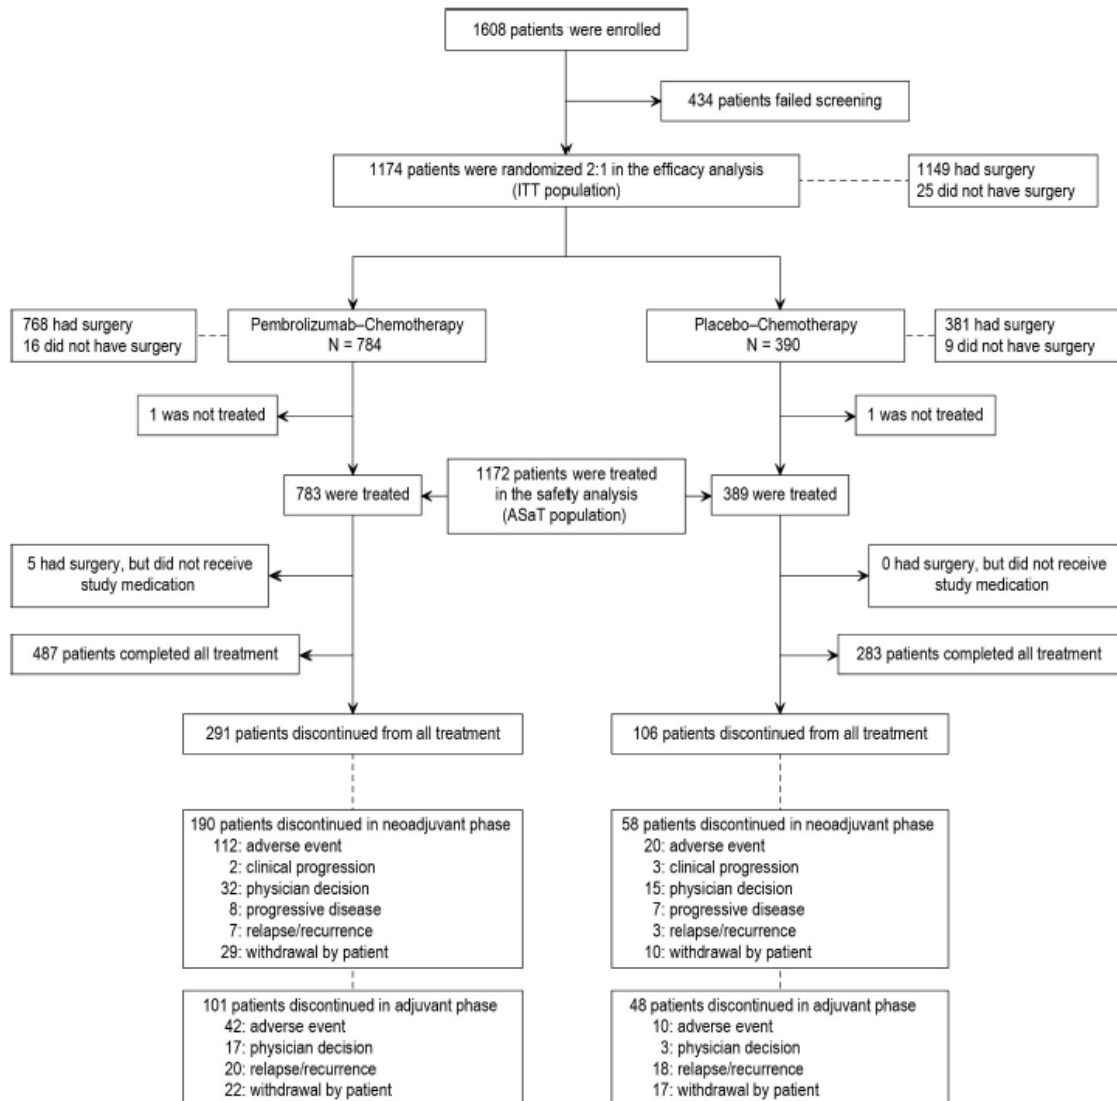 1608 patients were enrolled
434 patients failed screening
1174 patients were randomized 2:1 in the efficacy analysis
(ITT population)
1149 had surgery
25 did not have surgery
768 had surgery
16 did not have surgery
Pembrolizumab–Chemotherapy
N = 784
Placebo–Chemotherapy
N = 390
381 had surgery
9 did not have surgery
1 was not treated
1 was not treated
783 were treated
1172 patients were treated
in the safety analysis
(ASaT population)
389 were treated
5 had surgery, but did not receive
study medication
0 had surgery, but did not receive
study medication
487 patients completed all treatment
283 patients completed all treatment
291 patients discontinued from all treatment
106 patients discontinued from all treatment
190 patients discontinued in neoadjuvant phase
112: adverse event
2: clinical progression
32: physician decision
8: progressive disease
7: relapse/recurrence
29: withdrawal by patient
58 patients discontinued in neoadjuvant phase
20: adverse event
3: clinical progression
15: physician decision
7: progressive disease
3: relapse/recurrence
10: withdrawal by patient
101 patients discontinued in adjuvant phase
42: adverse event
17: physician decision
20: relapse/recurrence
22: withdrawal by patient
48 patients discontinued in adjuvant phase
10: adverse event
3: physician decision
18: relapse/recurrence
17: withdrawal by patient